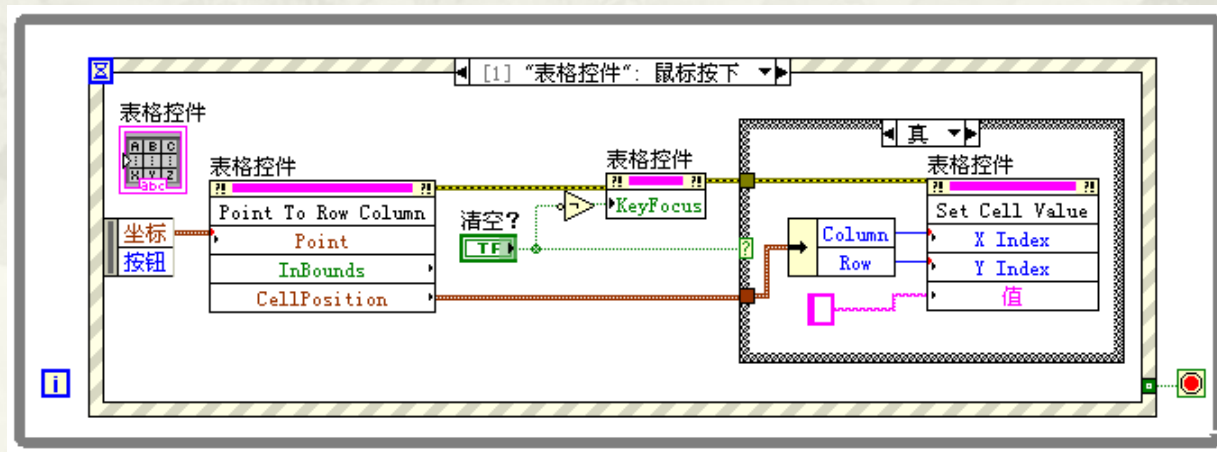 [1] "表格控件": 鼠标按下
表格控件
A B C
X Y Z
abc
表格控件
Point To Row Column
Point
InBounds
CellPosition
坐标
按钮
清空?
TF
表格控件
KeyFocus
真
?
表格控件
Set Cell Value
X Index
Y Index
值
Column
Row
i